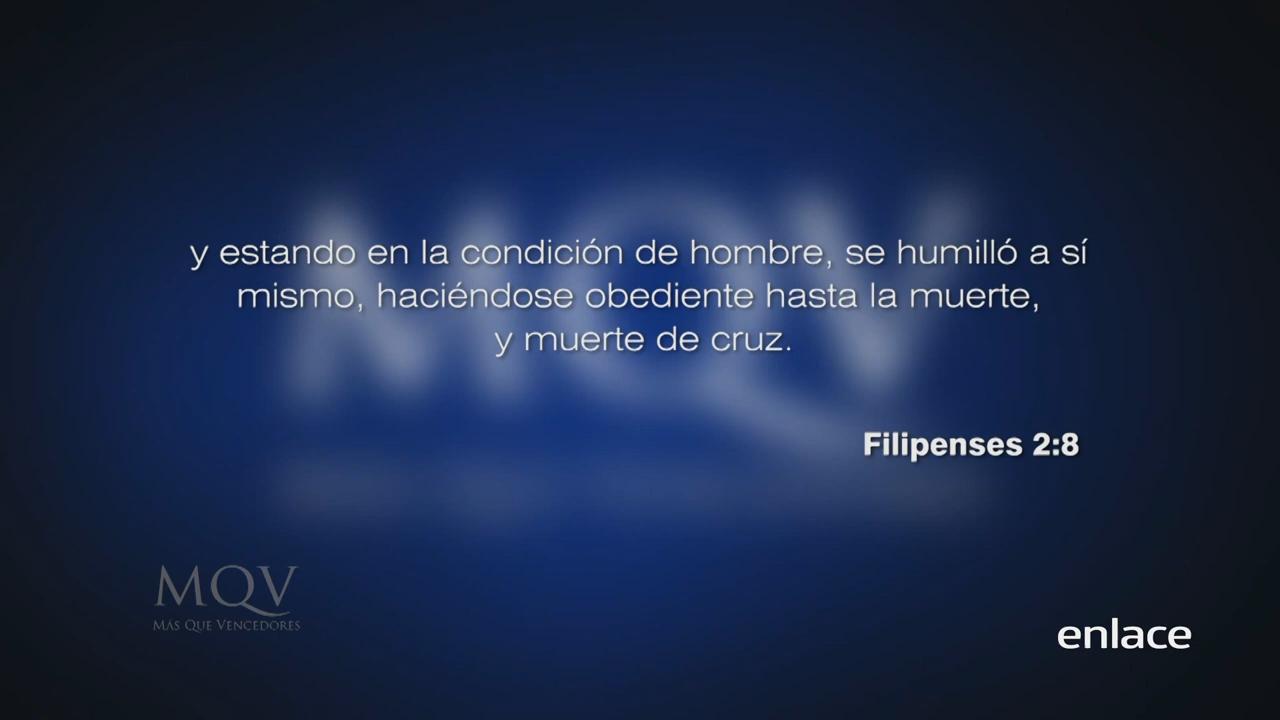 y estando en la condición de hombre, se humilló a sí
mismo, haciéndose obediente hasta la muerte,
y muerte de cruz.
Filipenses 2:8
MQV
MÁS QUE VENCEDORES
enlace